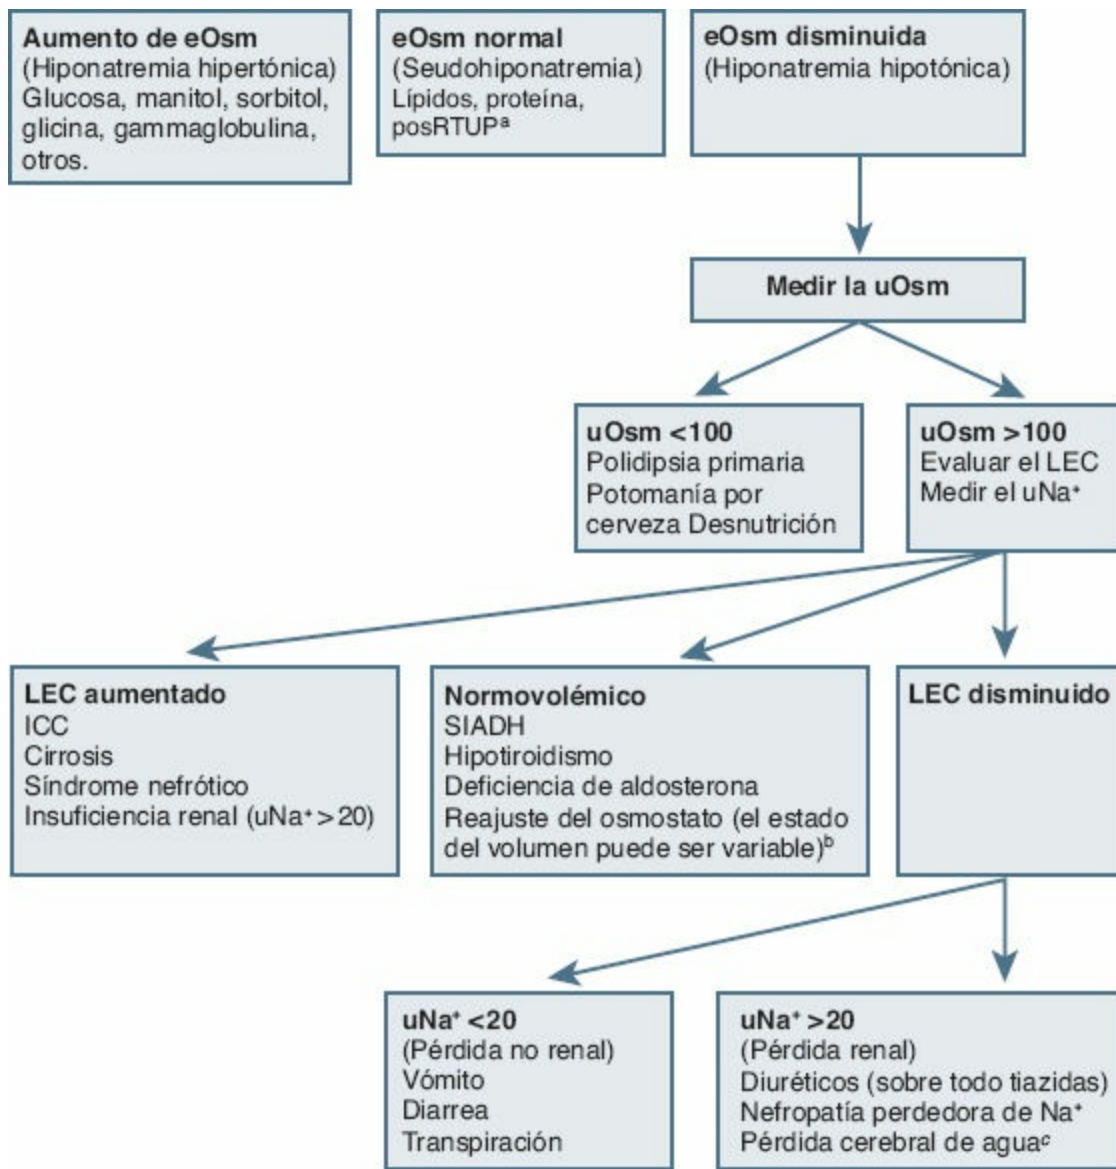 Aumento de eOsm
(Hiponatremia hipertónica)
Glucosa, manitol, sorbitol,
glicina, gammaglobulina,
otros.
eOsm normal
(Seudohiponatremia)
Lípidos, proteína,
posRTUPᵃ
eOsm disminuida
(Hiponatremia hipotónica)
Medir la uOsm
uOsm <100
Polidipsia primaria
Potomanía por
cerveza Desnutrición
uOsm >100
Evaluar el LEC
Medir el uNa⁺
LEC aumentado
ICC
Cirrosis
Síndrome nefrótico
Insuficiencia renal (uNa⁺ > 20)
Normovolémico
SIADH
Hipotiroidismo
Deficiencia de aldosterona
Reajuste del osmostato (el estado
del volumen puede ser variable)ᵇ
LEC disminuido
uNa⁺ <20
(Pérdida no renal)
Vómito
Diarrea
Transpiración
uNa⁺ >20
(Pérdida renal)
Diuréticos (sobre todo tiazidas)
Nefropatía perdedora de Na⁺
Pérdida cerebral de aguaᶜ